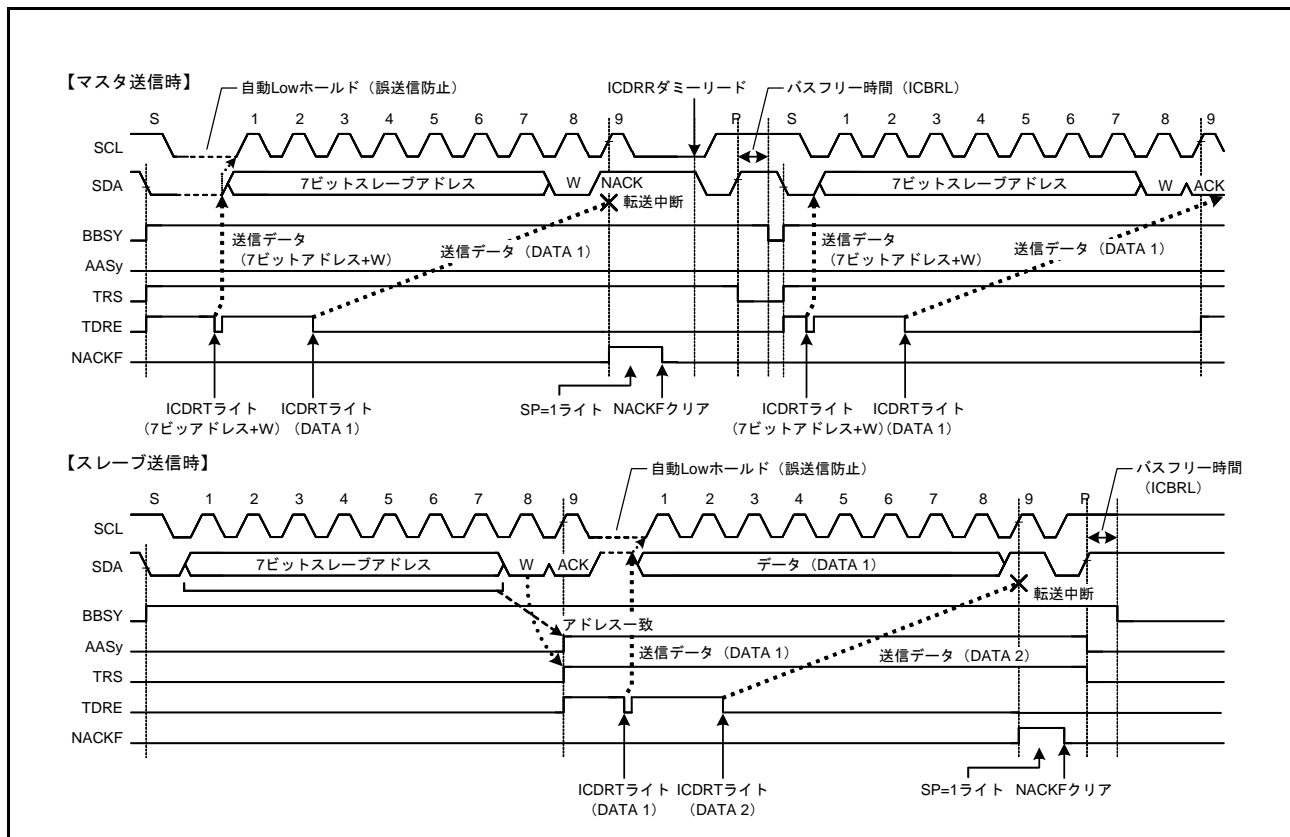 【マスタ送信時】
自動Lowホールド（誤送信防止）
ICDRRダミーリード
バスフリー時間（ICBRL）
S 1 2 3 4 5 6 7 8 9 P S 1 2 3 4 5 6 7 8 9
SCL
SDA 7ビットスレーブアドレス W NACK 7ビットスレーブアドレス W ACK
転送中断
BBSY
送信データ
（7ビットアドレス+W）
送信データ（DATA 1）
送信データ
（7ビットアドレス+W）
送信データ（DATA 1）
AASy
TRS
TDRE
NACKF
ICDRTライト
（7ビッアドレス+W）
ICDRTライト
（DATA 1）
SP=1ライト
NACKFクリア
ICDRTライト
（7ビットアドレス+W）
ICDRTライト
（DATA 1）
【スレーブ送信時】
自動Lowホールド（誤送信防止）
バスフリー時間
（ICBRL）
S 1 2 3 4 5 6 7 8 9 1 2 3 4 5 6 7 8 9 P
SCL
SDA 7ビットスレーブアドレス W ACK データ（DATA 1）
転送中断
BBSY
アドレス一致
AASy
送信データ（DATA 1）
送信データ（DATA 2）
TRS
TDRE
NACKF
ICDRTライト
（DATA 1）
ICDRTライト
（DATA 2）
SP=1ライト
NACKFクリア